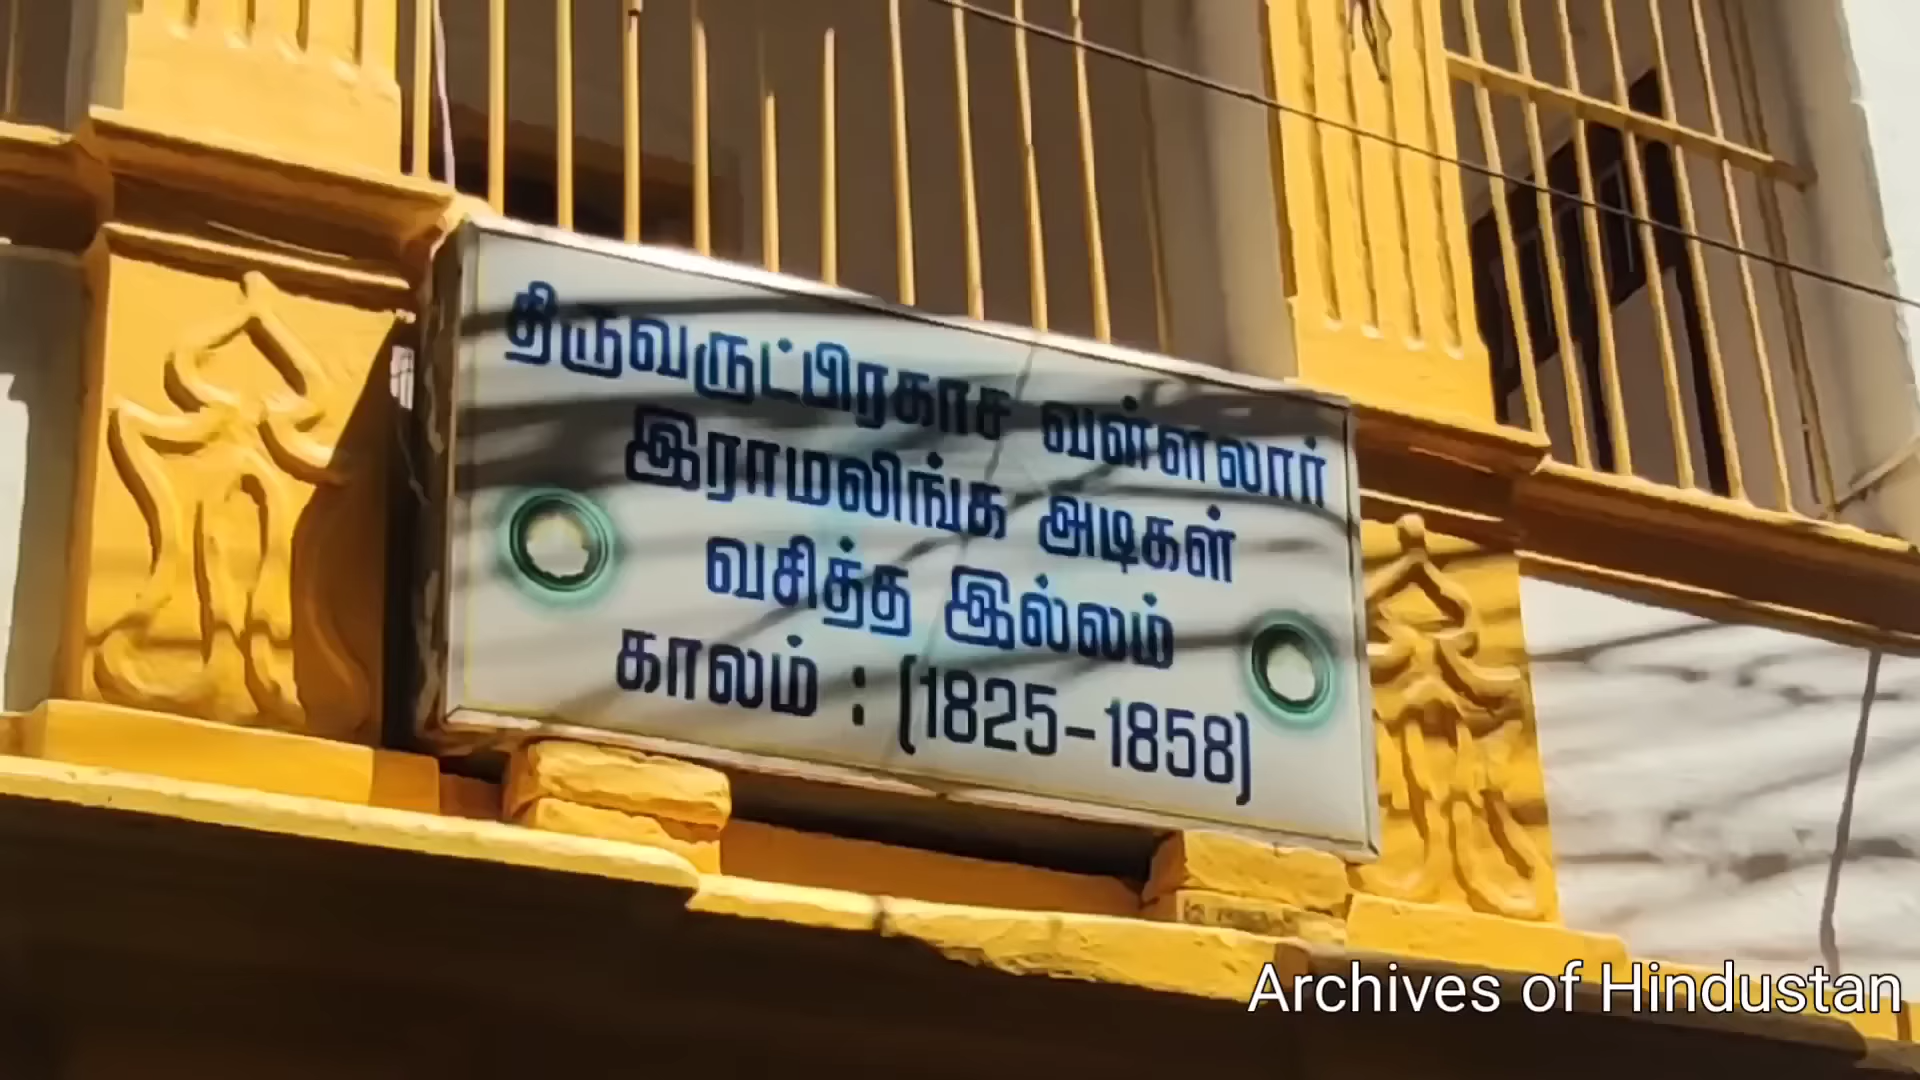 திருவருட்பிரகாச வள்ளலார்
இராமலிங்க அடிகள்
வசித்த இல்லம்
காலம் : (1825-1858)
Archives of Hindustan